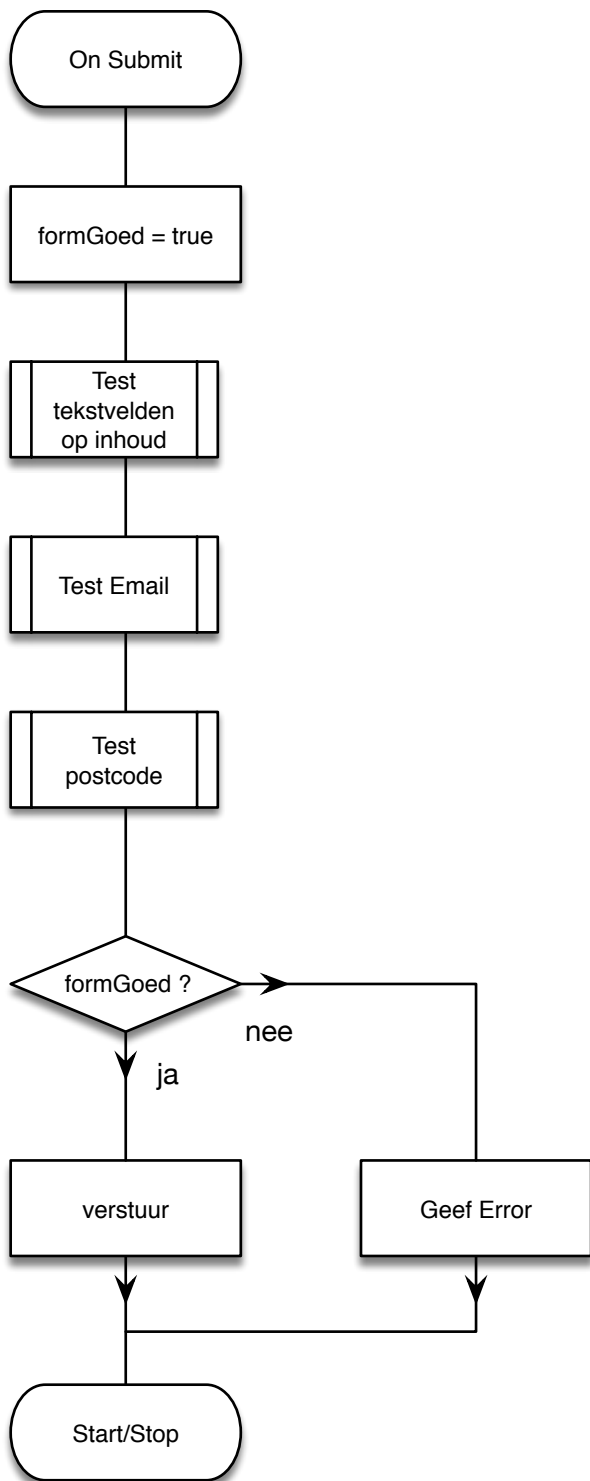 On Submit
formGoed = true
Test
tekstvelden
op inhoud
Test Email
Test
postcode
formGoed ?
nee
ja
verstuur
Geef Error
Start/Stop